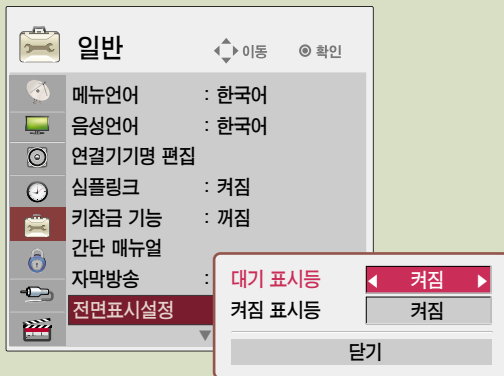 일반
이동
확인
메뉴언어 : 한국어
음성언어 : 한국어
연결기기명 편집
심플링크 : 켜짐
키잠금 기능 : 꺼짐
간단 매뉴얼
자막방송 :
전면표시설정
대기 표시등 켜짐
켜짐 표시등 켜짐
닫기